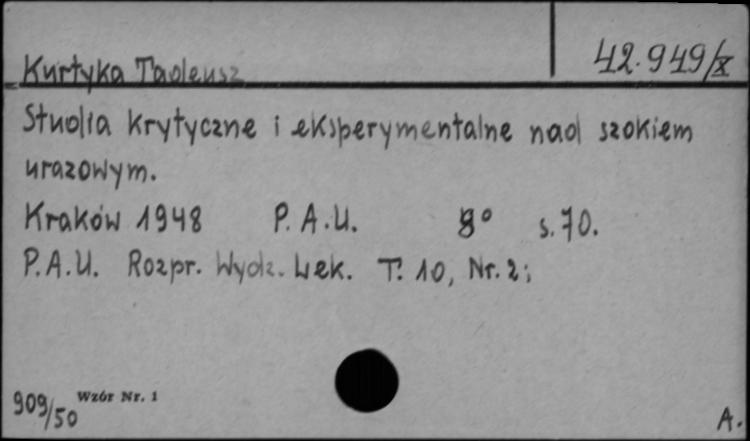 Kurtyka Tadeusz
42.949/X
Studia krytyczne i eksperymentalne nad szokiem
urazowym.
Kraków 1948 P.A.U. 8° s.70.
P.A.U. Rozpr. Wydz. Lek. T. 10, Nr. 2;
909/50
Wzór Nr. 1
A.